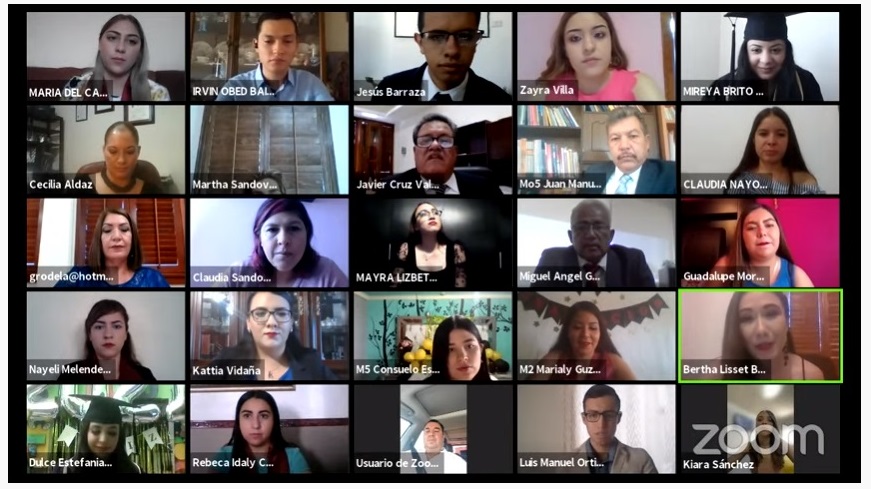 MARIA DEL CA...
IRVIN OBED BAL...
Jesús Barraza
Zayra Villa
MIREYA BRITO ...
Cecilia Aldaz
Martha Sandov...
Javier Cruz Val...
Mo5 Juan Manu...
CLAUDIA NAYO...
grodela@hotm...
Claudia Sando...
MAYRA LIZBET...
Miguel Angel G...
Guadalupe Mor...
Nayeli Melende...
Kattia Vidaña
M5 Consuelo Es...
M2 Marialy Guz...
Bertha Lisset B...
Dulce Estefania...
Rebeca Idaly C...
Usuario de Zoo...
Luis Manuel Orti...
Kiara Sánchez
zoom